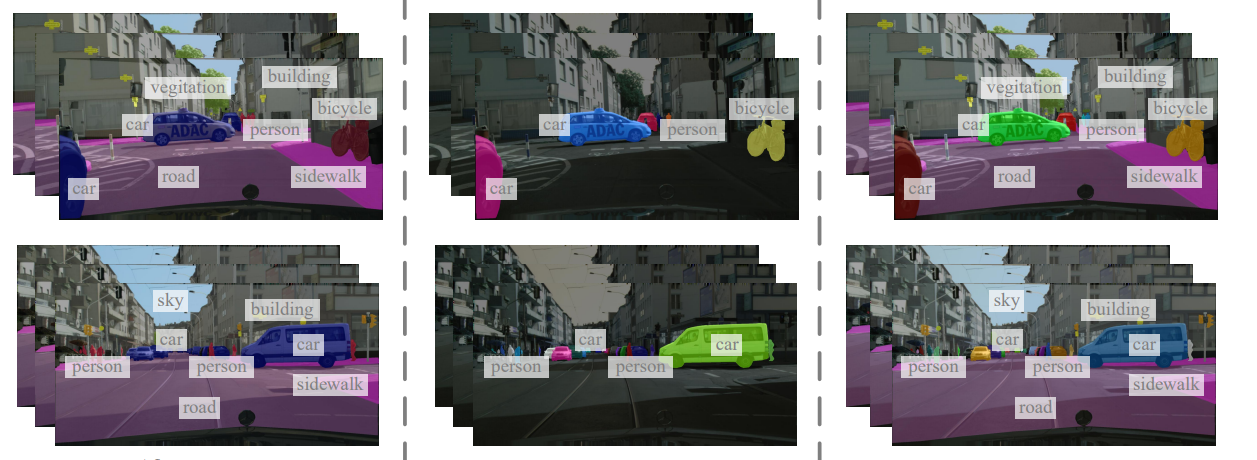 building
vegitation
bicycle
car
ADAC
person
road
car
sidewalk
bicycle
car
ADAC
person
car
building
vegitation
bicycle
car
ADAC
person
road
sidewalk
car
sky
building
car
car
person
person
sidewalk
road
car
car
person
person
sky
building
car
car
person
person
sidewalk
road